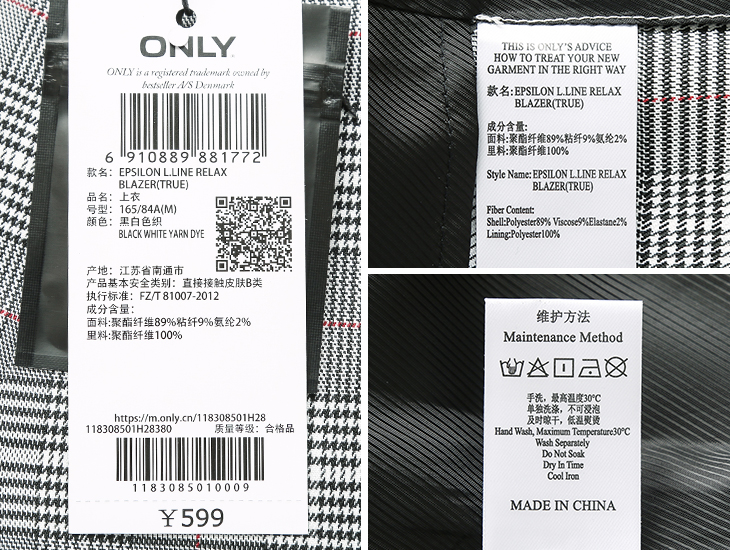 ONLY
ONLY is a registered trademark owned by
bestseller A/S Denmark
6 910889 881772
款名：EPSILON L.LINE RELAX
BLAZER(TRUE)
品名：上衣
号型：165/84A(M)
颜色：黑白色织
BLACK WHITE YARN DYE
产地：江苏省南通市
产品基本安全类别：直接接触皮肤B类
执行标准：FZ/T 81007-2012
成分含量：
面料:聚酯纤维89%粘纤9%氨纶2%
里料:聚酯纤维100%
https://m.only.cn/118308501H28
118308501H28380 质量等级：合格品
1183085010009
￥599
THIS IS ONLY'S ADVICE
HOW TO TREAT YOUR NEW
GARMENT IN THE RIGHT WAY
款名:EPSILON L.LINE RELAX
BLAZER(TRUE)
成分含量:
面料:聚酯纤维89%粘纤9%氨纶2%
里料:聚酯纤维100%
Style Name:EPSILON L.LINE RELAX
BLAZER(TRUE)
Fiber Content:
Shell:Polyester89% Viscose9%Elastane2%
Lining:Polyester100%
维护方法
Maintenance Method
手洗，最高温度30°C
单独洗涤，不可浸泡
及时晾干，低温熨烫
Hand Wash, Maximum Temperature30°C
Wash Separately
Do Not Soak
Dry In Time
Cool Iron
MADE IN CHINA